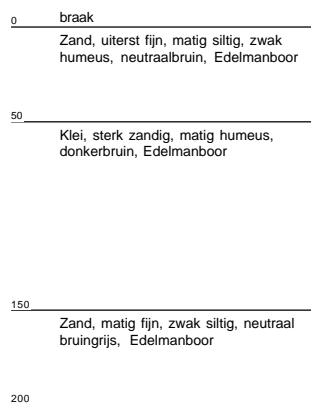 0 braak
Zand, uiterst fijn, matig siltig, zwak
humeus, neutraalbruin, Edelmanboor
50
Klei, sterk zandig, matig humeus,
donkerbruin, Edelmanboor
150
Zand, matig fijn, zwak siltig, neutraal
bruingrijs, Edelmanboor
200